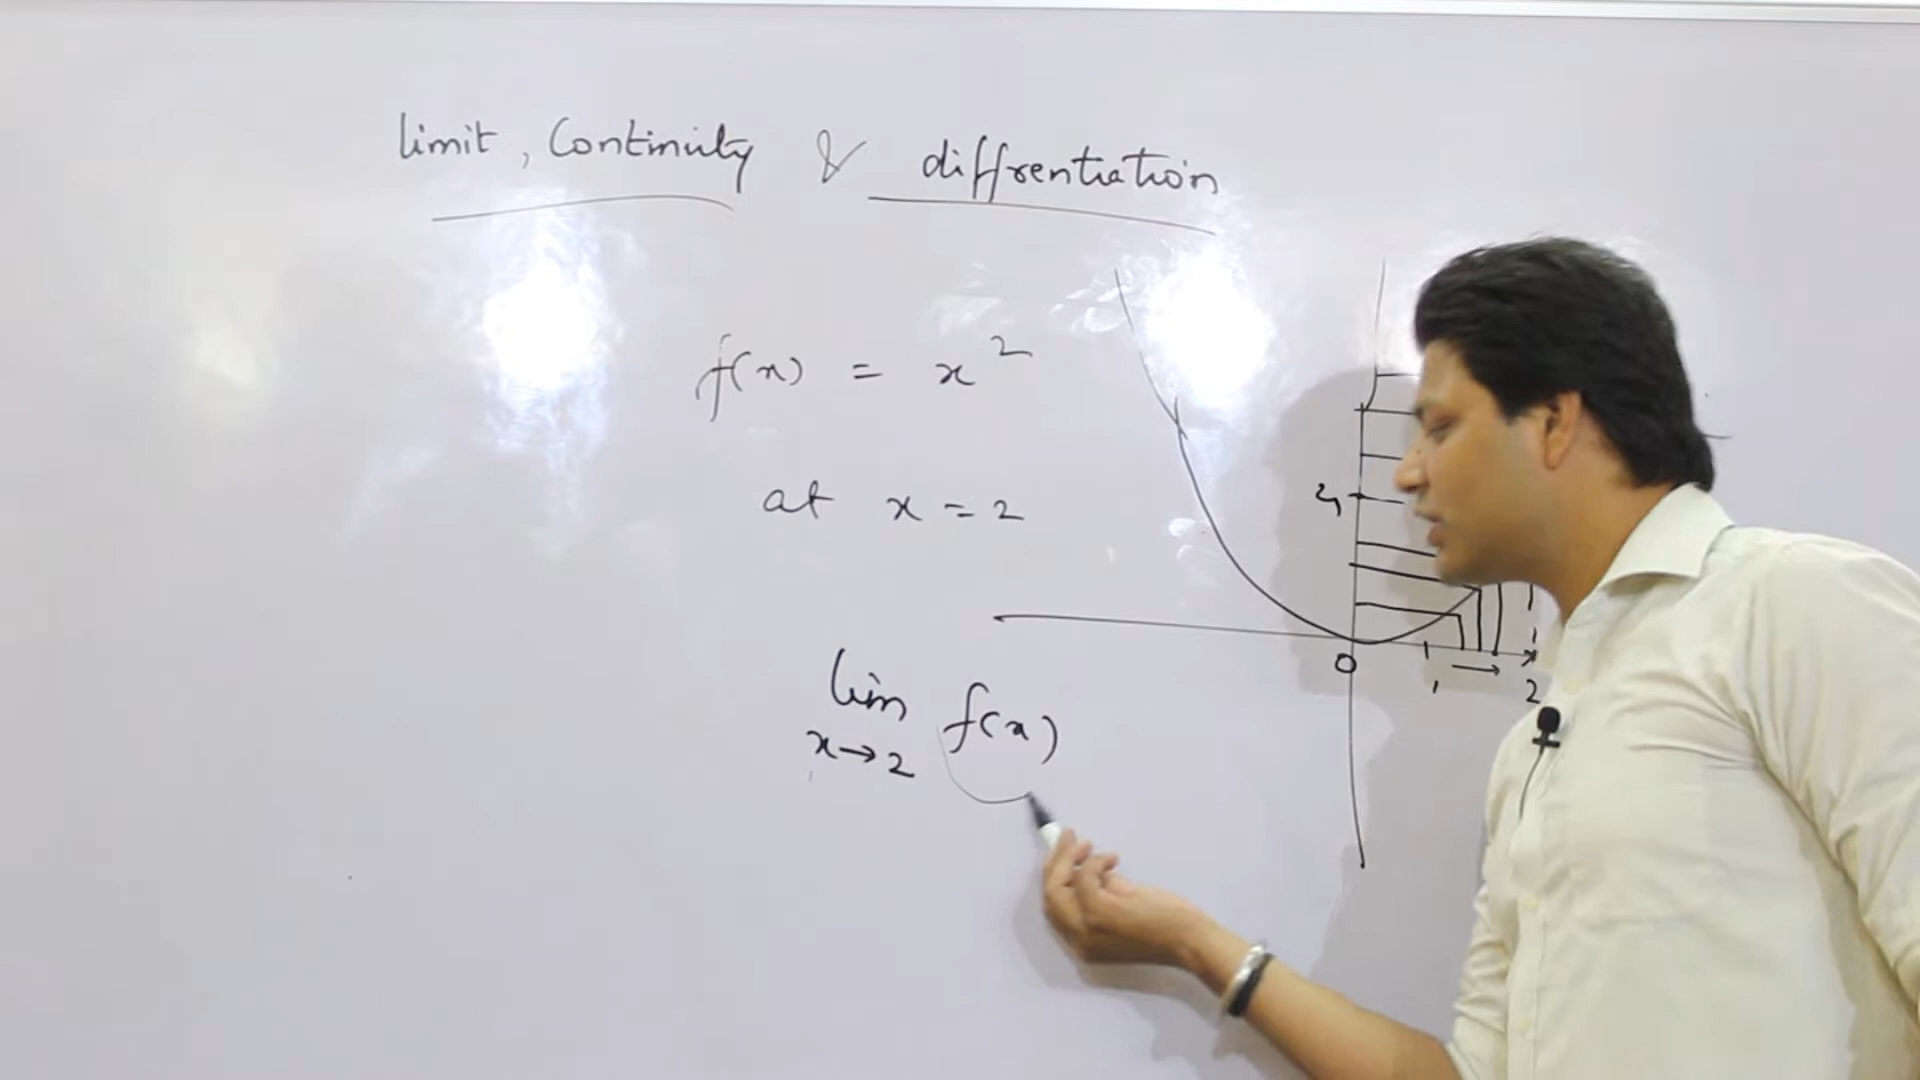 limit, Continuity & diffrentiation
f(x) = x²
at x = 2
4
0
1
2
lim f(x)
x→2